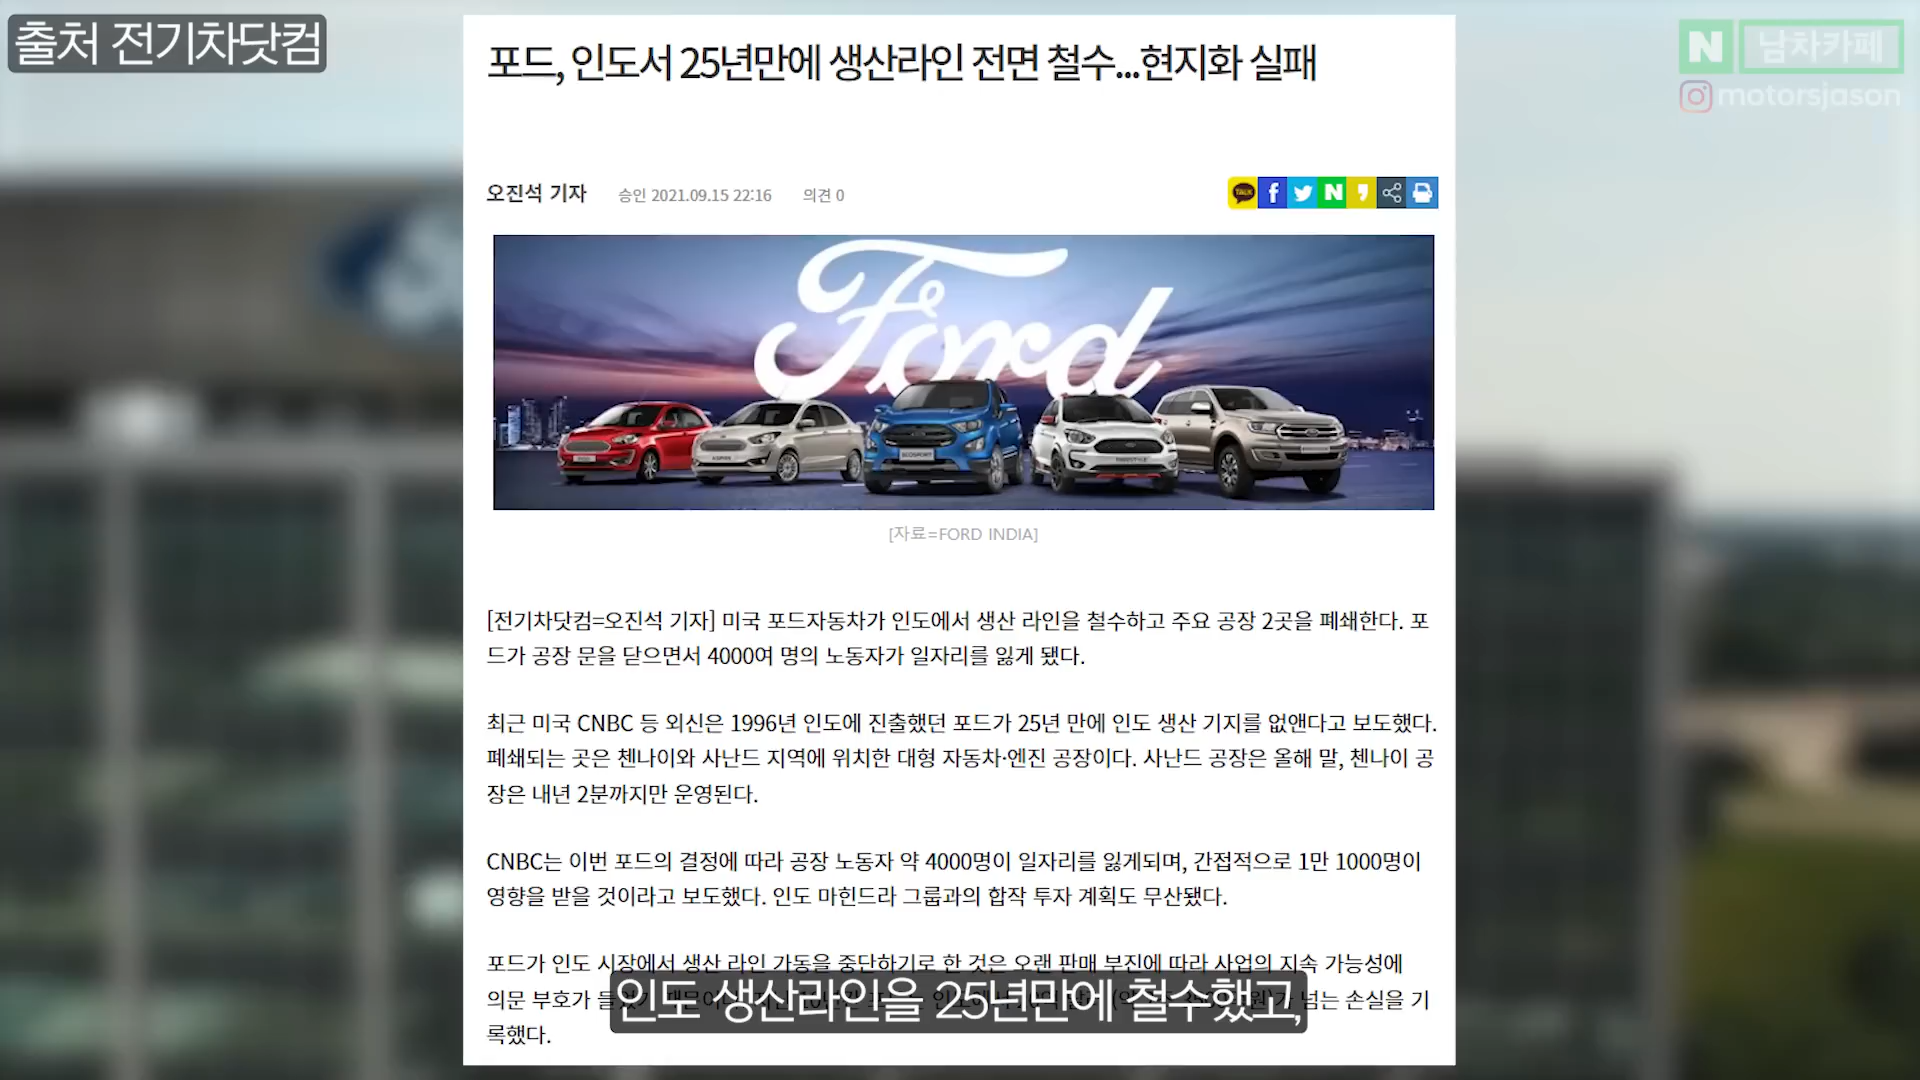 출처 전기차닷컴
N 남차카페
motorsjason
포드, 인도서 25년만에 생산라인 전면 철수...현지화 실패
오진석 기자 승인 2021.09.15 22:16 의견 0
TALK f N
Ford
ECOSPORT
[자료=FORD INDIA]
[전기차닷컴=오진석 기자] 미국 포드자동차가 인도에서 생산 라인을 철수하고 주요 공장 2곳을 폐쇄한다. 포
드가 공장 문을 닫으면서 4000여 명의 노동자가 일자리를 잃게 됐다.
최근 미국 CNBC 등 외신은 1996년 인도에 진출했던 포드가 25년 만에 인도 생산 기지를 없앤다고 보도했다.
폐쇄되는 곳은 첸나이와 사난드 지역에 위치한 대형 자동차·엔진 공장이다. 사난드 공장은 올해 말, 첸나이 공
장은 내년 2분까지만 운영된다.
CNBC는 이번 포드의 결정에 따라 공장 노동자 약 4000명이 일자리를 잃게되며, 간접적으로 1만 1000명이
영향을 받을 것이라고 보도했다. 인도 마힌드라 그룹과의 합작 투자 계획도 무산됐다.
포드가 인도 시장에서 생산 라인 가동을 중단하기로 한 것은 오랜 판매 부진에 따라 사업의 지속 가능성에
의문 부호가 넘는 손실을 기
록했다.
인도 생산라인을 25년만에 철수했고,